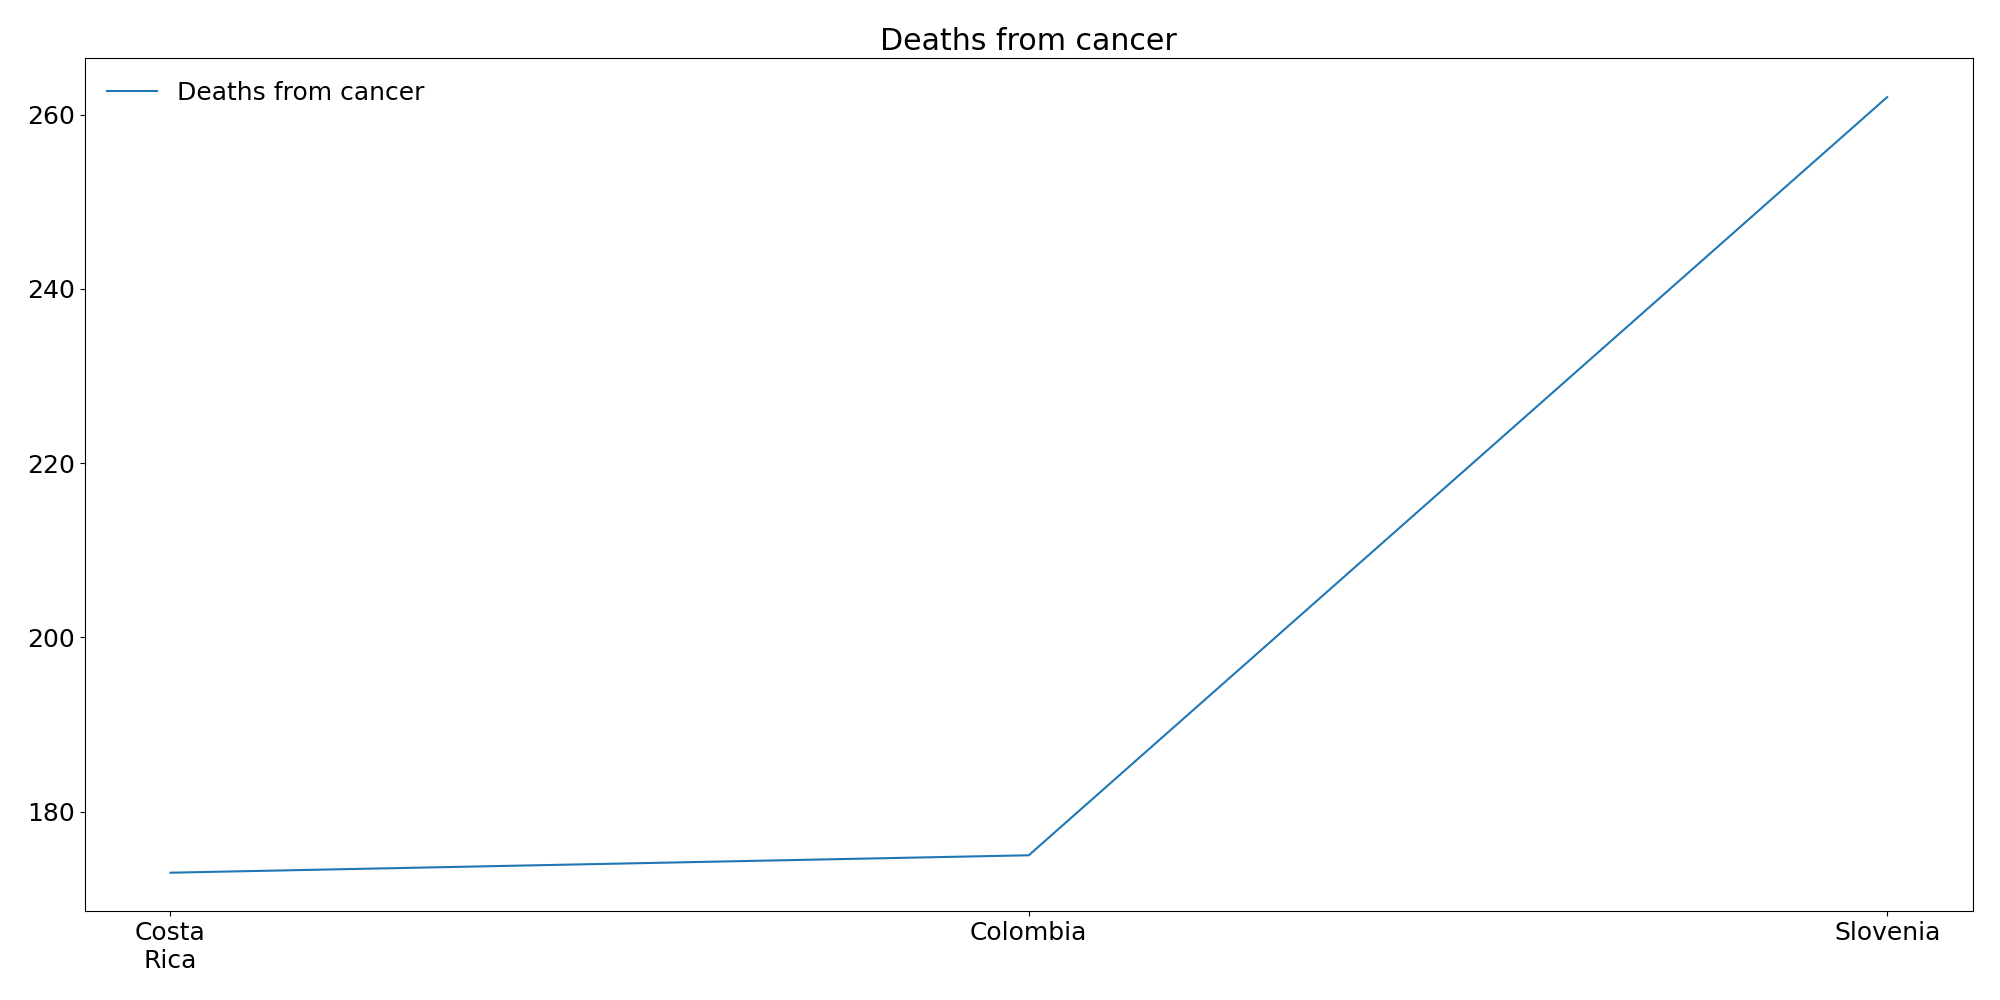 Deaths from cancer
Deaths from cancer
260
240
220
200
180
Costa
Rica
Colombia
Slovenia